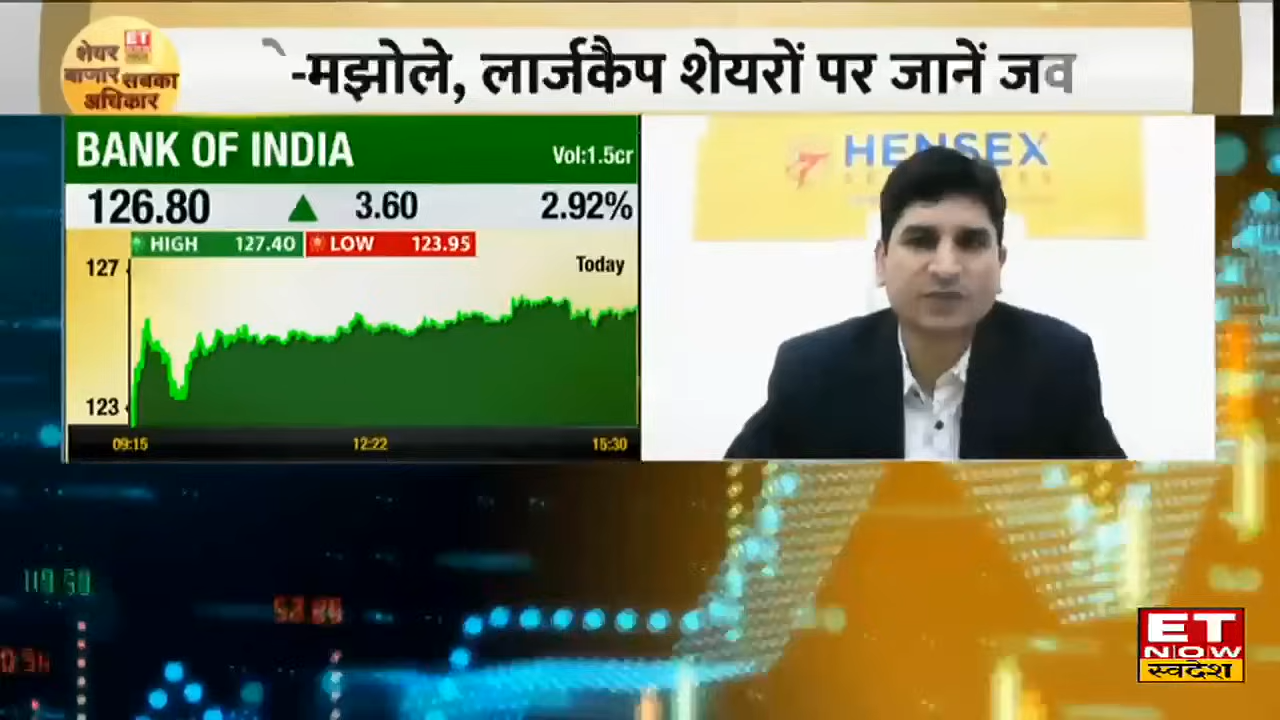 शेयर ET
बाजार सबका
अधिकार
-मझोले, लार्जकैप शेयरों पर जानें जव
BANK OF INDIA
Vol:1.5cr
126.80 ▲ 3.60 2.92%
HIGH 127.40 LOW 123.95
Today
127
123
09:15 12:22 15:30
HENSEX
ET
NOW
स्वदेश